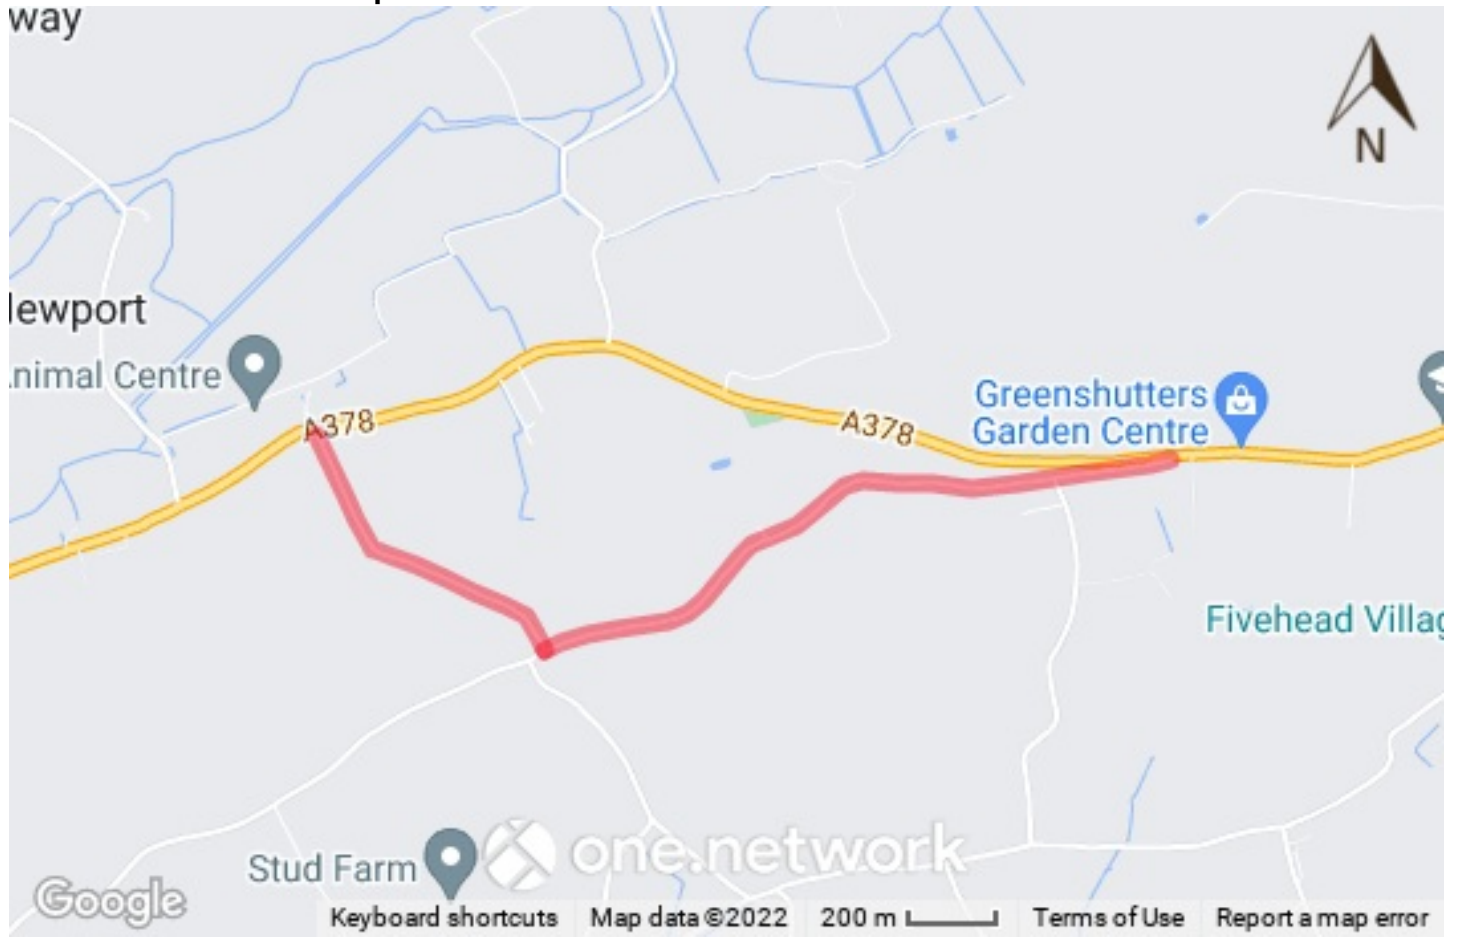 way
N
lewport
nimal Centre
A378
A378
Greenshutters
Garden Centre
Fivehead Villag
Stud Farm
one.network
Google
Keyboard shortcuts Map data ©2022 200 m Terms of Use Report a map error